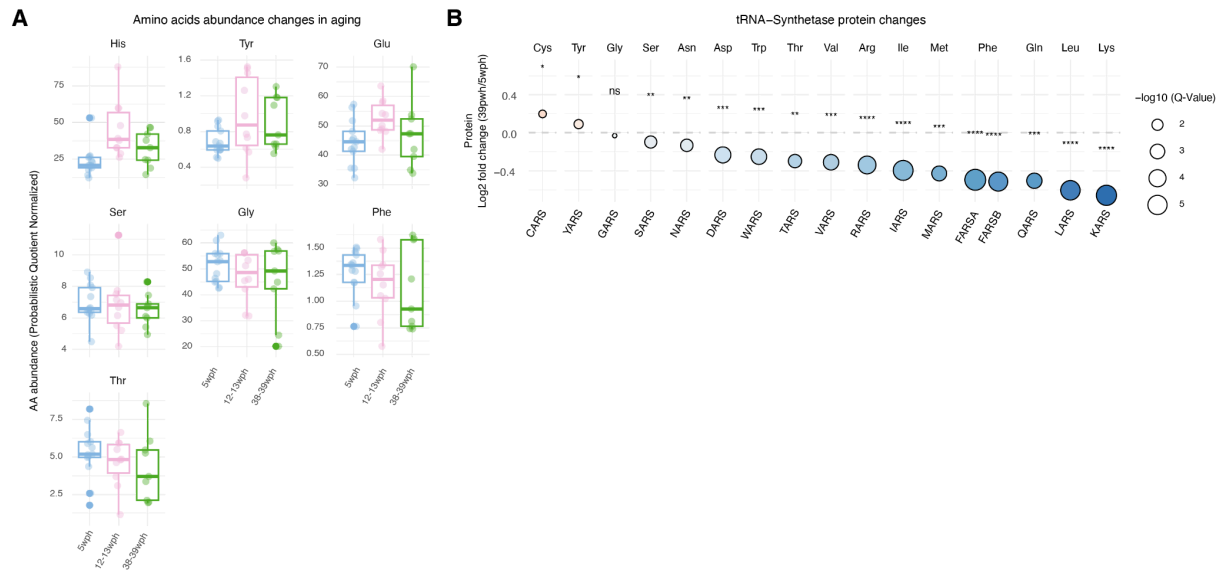 A
Amino acids abundance changes in aging
AA abundance (Probabilistic Quotient Normalized)
His
75
50
25
Tyr
1.6
1.2
0.8
0.4
Glu
70
60
50
40
30
Ser
10
8
6
4
Gly
60
50
40
30
20
Phe
1.50
1.25
1.00
0.75
0.50
5wph
12-13wph
38-39wph
5wph
12-13wph
38-39wph
Thr
7.5
5.0
2.5
5wph
12-13wph
38-39wph
B
tRNA−Synthetase protein changes
Cys Tyr Gly Ser Asn Asp Trp Thr Val Arg Ile Met Phe Gln Leu Lys
* * ns ** ** *** *** ** *** **** **** *** **** **** *** **** ****
Protein
Log2 fold change (39pwh/5wph)
0.4
0.0
−0.4
CARS YARS GARS SARS NARS DARS WARS TARS VARS RARS IARS MARS FARSA FARSB QARS LARS KARS
−log10 (Q-Value)
2
3
4
5